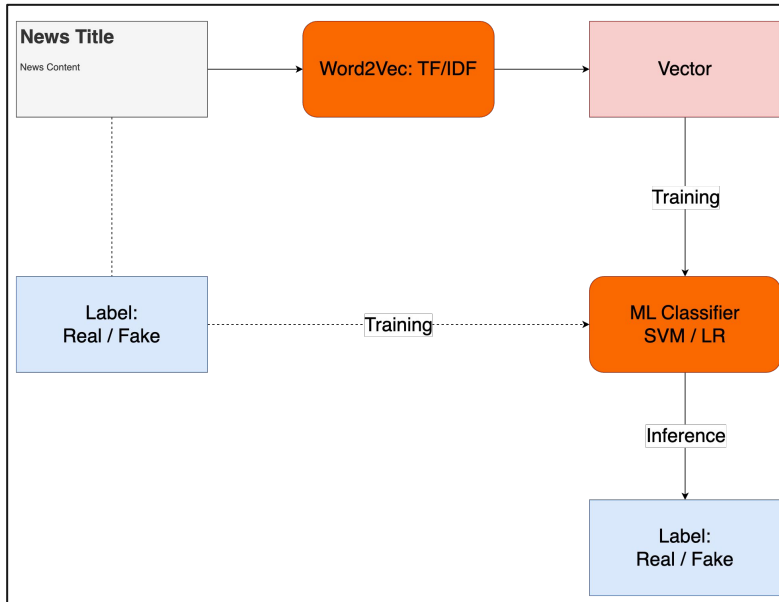 News Title
News Content
Word2Vec: TF/IDF
Vector
Training
Label:
Real / Fake
Training
ML Classifier
SVM / LR
Inference
Label:
Real / Fake